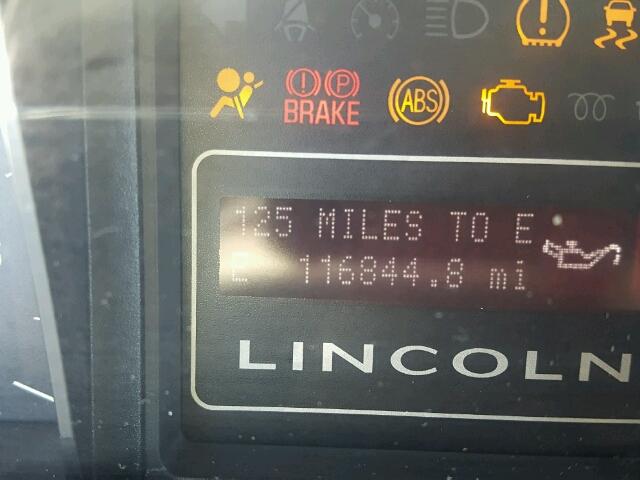 ! P
BRAKE
ABS
125 MILES TO E
E 116844.8 mi
LINCOLN